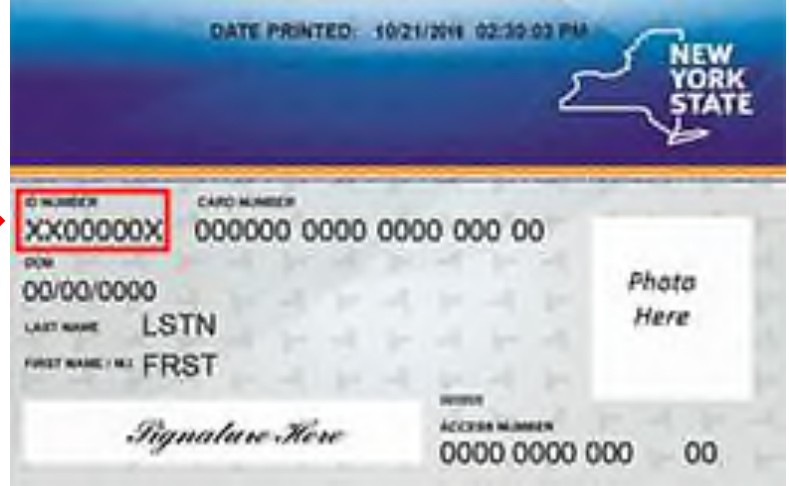 DATE PRINTED: 10/21/2016 02:30:03 PM
NEW
YORK
STATE
ID NUMBER CARD NUMBER
XX00000X 000000 0000 0000 000 00
00/00/0000
Photo
Here
LAST NAME LSTN
FIRST NAME / M.I. FRST
Signature Here
ACCESS NUMBER
0000 0000 000 00